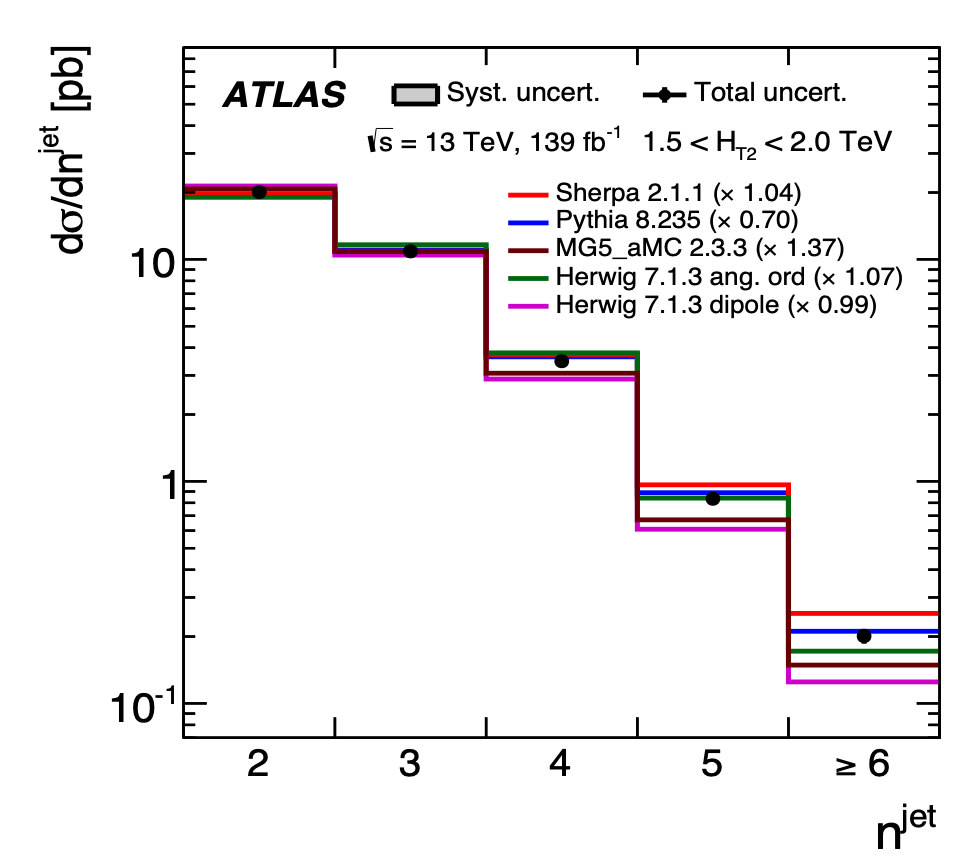 dσ/dn^jet [pb]
ATLAS Syst. uncert. Total uncert.
√s = 13 TeV, 139 fb⁻¹ 1.5 < H_T2 < 2.0 TeV
Sherpa 2.1.1 (× 1.04)
Pythia 8.235 (× 0.70)
MG5_aMC 2.3.3 (× 1.37)
Herwig 7.1.3 ang. ord (× 1.07)
Herwig 7.1.3 dipole (× 0.99)
10
1
10⁻¹
2 3 4 5 ≥ 6
n^jet